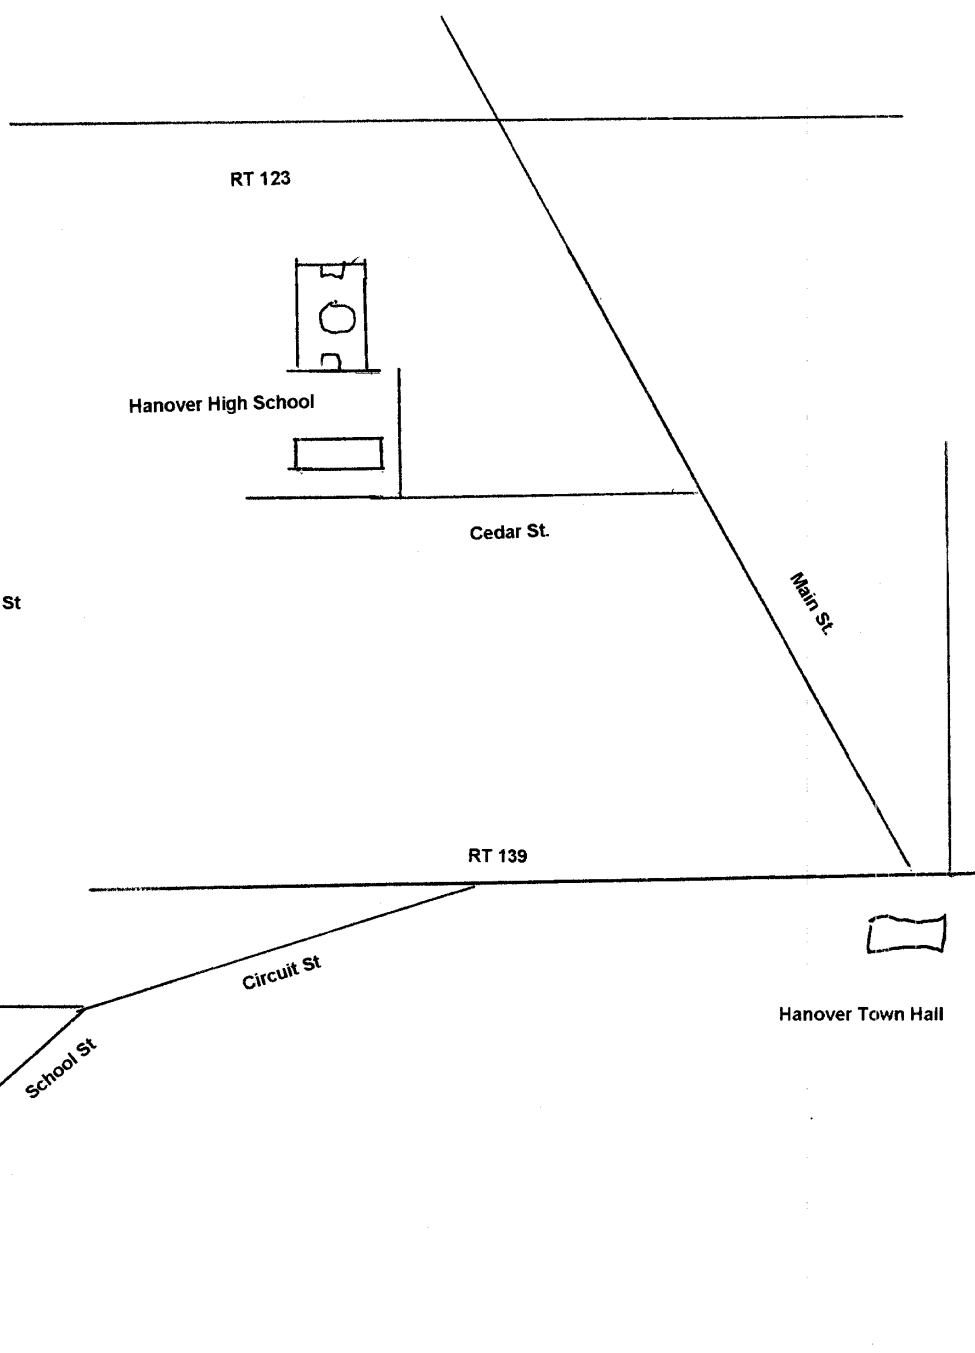 RT 123
Hanover High School
Cedar St.
Main St.
St
RT 139
Circuit St
Hanover Town Hall
School St